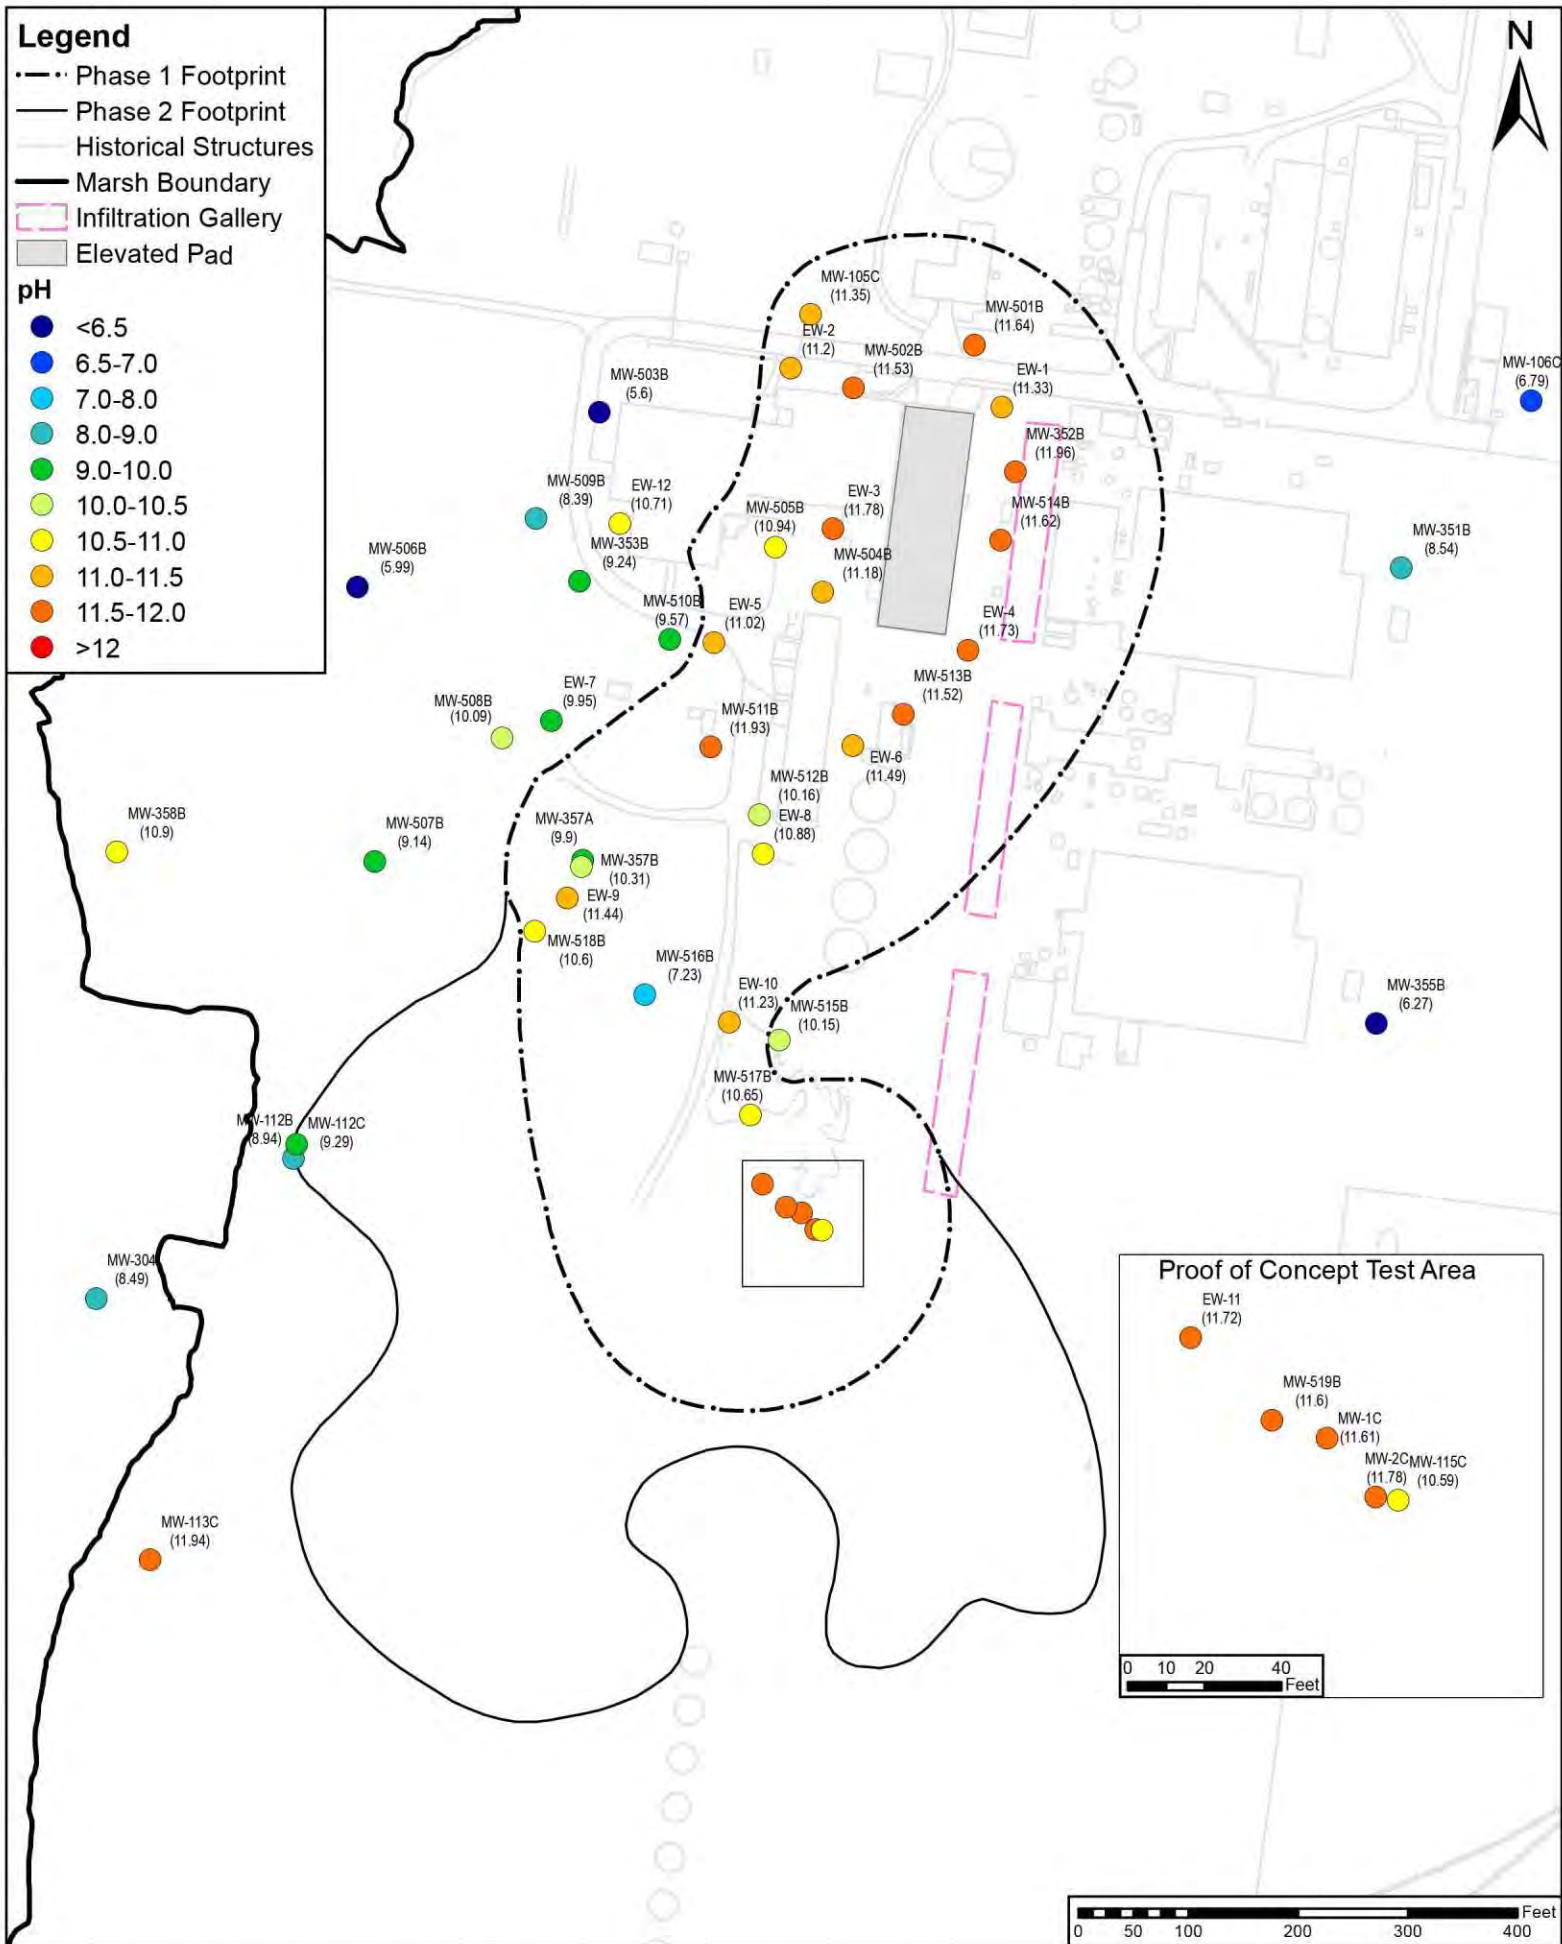 Legend
Phase 1 Footprint
Phase 2 Footprint
Historical Structures
Marsh Boundary
Infiltration Gallery
Elevated Pad
pH
<6.5
6.5-7.0
7.0-8.0
8.0-9.0
9.0-10.0
10.0-10.5
10.5-11.0
11.0-11.5
11.5-12.0
>12
N
MW-105C
(11.35)
MW-501B
(11.64)
EW-2
(11.2)
MW-502B
(11.53)
EW-1
(11.33)
MW-106C
(6.79)
MW-503B
(5.6)
MW-352B
(11.96)
MW-509B
(8.39)
EW-12
(10.71)
MW-505B
(10.94)
EW-3
(11.78)
MW-514B
(11.62)
MW-351B
(8.54)
MW-506B
(5.99)
MW-353B
(9.24)
MW-504B
(11.18)
MW-510B
(9.57)
EW-5
(11.02)
EW-4
(11.73)
MW-508B
(10.09)
EW-7
(9.95)
MW-511B
(11.93)
MW-513B
(11.52)
EW-6
(11.49)
MW-512B
(10.16)
EW-8
(10.88)
MW-358B
(10.9)
MW-507B
(9.14)
MW-357A
(9.9)
MW-357B
(10.31)
EW-9
(11.44)
MW-518B
(10.6)
MW-516B
(7.23)
EW-10
(11.23)
MW-515B
(10.15)
MW-355B
(6.27)
MW-517B
(10.65)
MW-112B
(8.94)
MW-112C
(9.29)
MW-304
(8.49)
MW-113C
(11.94)
Proof of Concept Test Area
EW-11
(11.72)
MW-519B
(11.6)
MW-1C
(11.61)
MW-2C
(11.78)
MW-115C
(10.59)
0 10 20 40
Feet
Feet
0 50 100 200 300 400